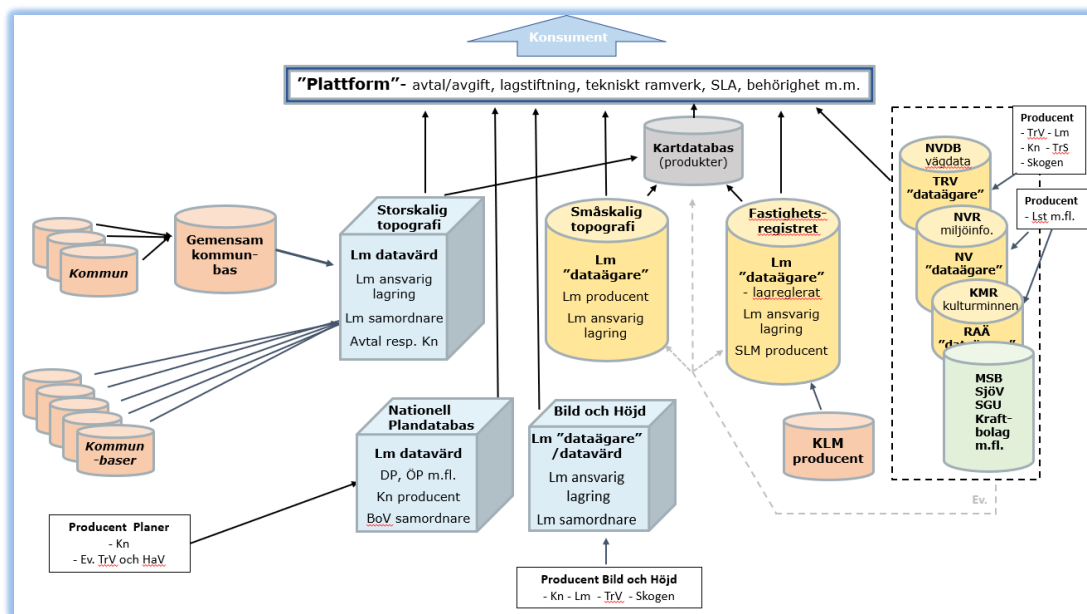 Konsument
”Plattform”- avtal/avgift, lagstiftning, tekniskt ramverk, SLA, behörighet m.m.
Kartdatabas
(produkter)
Producent
- TrV - Lm
- Kn - TrS
- Skogen
NVDB
vägdata
TRV
”dataägare”
Producent
- Lst m.fl.
NVR
miljöinfo.
NV
”dataägare”
KMR
kulturminnen
RAÄ
”dataägare”
MSB
SjöV
SGU
Kraft-
bolag
m.fl.
Ev.
Kommun
Gemensam
kommun-
bas
Storskalig
topografi
Lm datavärd
Lm ansvarig
lagring
Lm samordnare
Avtal resp. Kn
Småskalig
topografi
Lm
”dataägare”
Lm producent
Lm ansvarig
lagring
Fastighets-
registret
Lm
”dataägare”
- lagreglerat
Lm ansvarig
lagring
SLM producent
Kommun
-baser
Nationell
Plandatabas
Lm datavärd
DP, ÖP m.fl.
Kn producent
BoV samordnare
Bild och Höjd
Lm ”dataägare”
/datavärd
Lm ansvarig
lagring
Lm samordnare
KLM
producent
Producent Planer
- Kn
- Ev. TrV och HaV
Producent Bild och Höjd
- Kn - Lm - TrV - Skogen